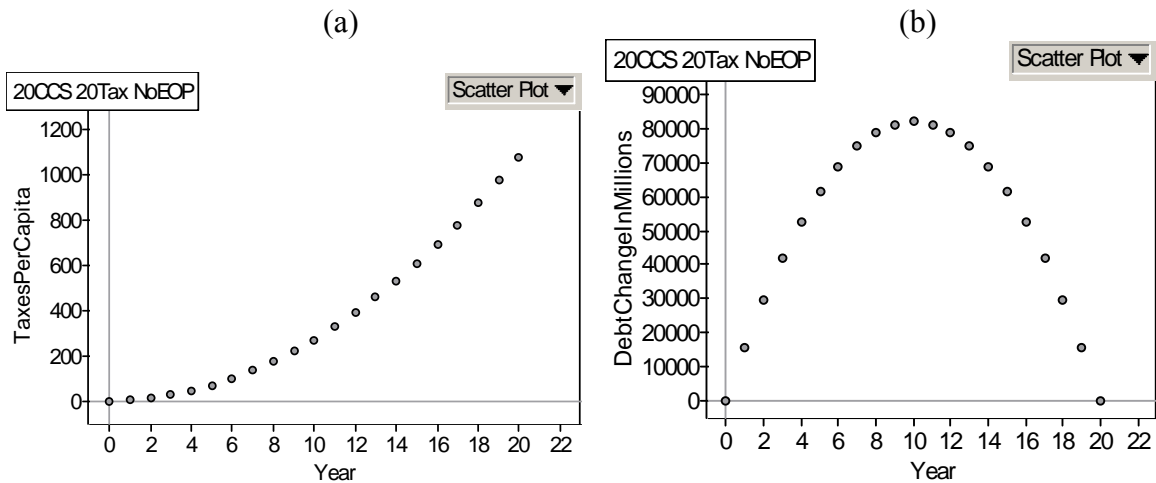 (a)
20CCS 20Tax NoEOP
Scatter Plot
TaxesPerCapita
1200
1000
800
600
400
200
0
0 2 4 6 8 10 12 14 16 18 20 22
Year
(b)
20CCS 20Tax NoEOP
Scatter Plot
DebtChangeInMillions
90000
80000
70000
60000
50000
40000
30000
20000
10000
0
0 2 4 6 8 10 12 14 16 18 20 22
Year